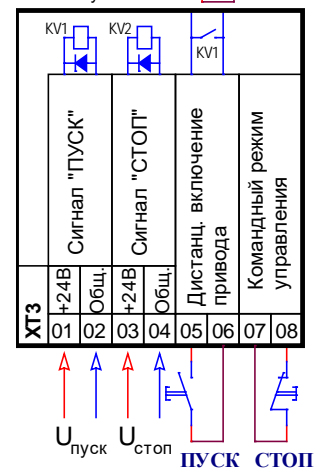 KV1
KV2
KV1
+24В
Сигнал "ПУСК"
Общ.
+24В
Сигнал "СТОП"
Общ.
Дистанц. включение
привода
Командный режим
управления
XT3
01 02 03 04 05 06 07 08
Uпуск Uстоп
ПУСК СТОП